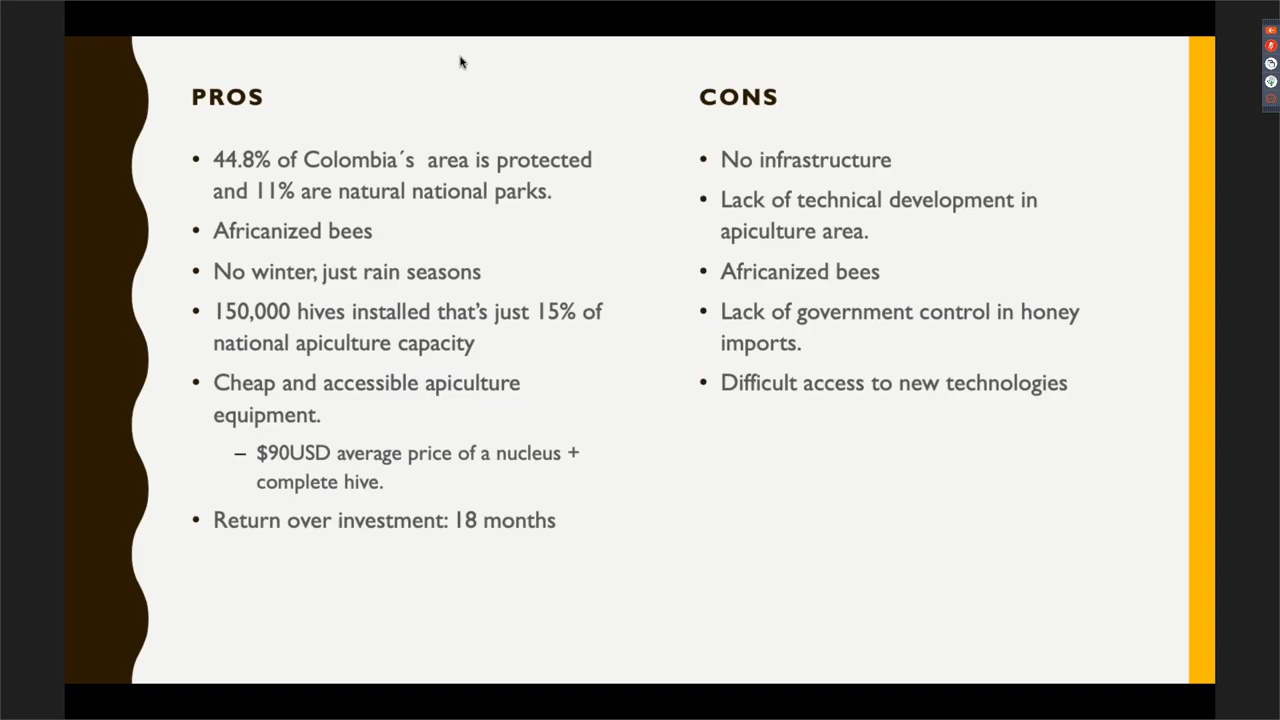 PROS
• 44.8% of Colombia´s  area is protected
and 11% are natural national parks.
• Africanized bees
• No winter, just rain seasons
• 150,000 hives installed that’s just 15% of
national apiculture capacity
• Cheap and accessible apiculture
equipment.
– $90USD average price of a nucleus +
complete hive.
• Return over investment: 18 months
CONS
• No infrastructure
• Lack of technical development in
apiculture area.
• Africanized bees
• Lack of government control in honey
imports.
• Difficult access to new technologies